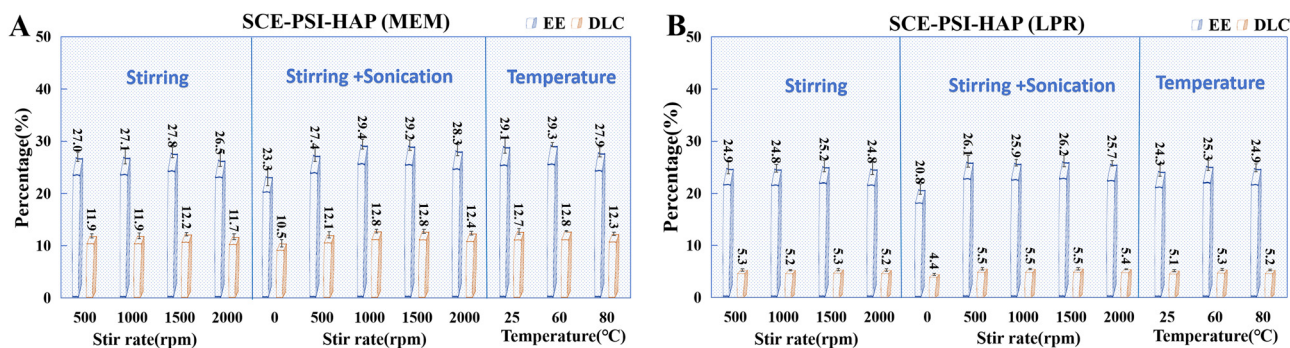 A
SCE-PSI-HAP (MEM)
EE DLC
Percentage(%)
50
40
30
20
10
0
Stirring
Stirring +Sonication
Temperature
27.0 11.9 27.1 11.9 27.8 12.2 26.5 11.7 23.3 10.5 27.4 12.1 29.4 12.8 29.2 12.8 28.3 12.4 29.1 12.7 29.3 12.8 27.9 12.3
500 1000 1500 2000 0 500 1000 1500 2000 25 60 80
Stir rate(rpm) Stir rate(rpm) Temperature(℃)
B
SCE-PSI-HAP (LPR)
EE DLC
Percentage(%)
50
40
30
20
10
0
Stirring
Stirring +Sonication
Temperature
24.9 5.3 24.8 5.2 25.2 5.3 24.8 5.2 20.8 4.4 26.1 5.5 25.9 5.5 26.2 5.5 25.7 5.4 24.3 5.1 25.3 5.3 24.9 5.2
500 1000 1500 2000 0 500 1000 1500 2000 25 60 80
Stir rate(rpm) Stir rate(rpm) Temperature(℃)